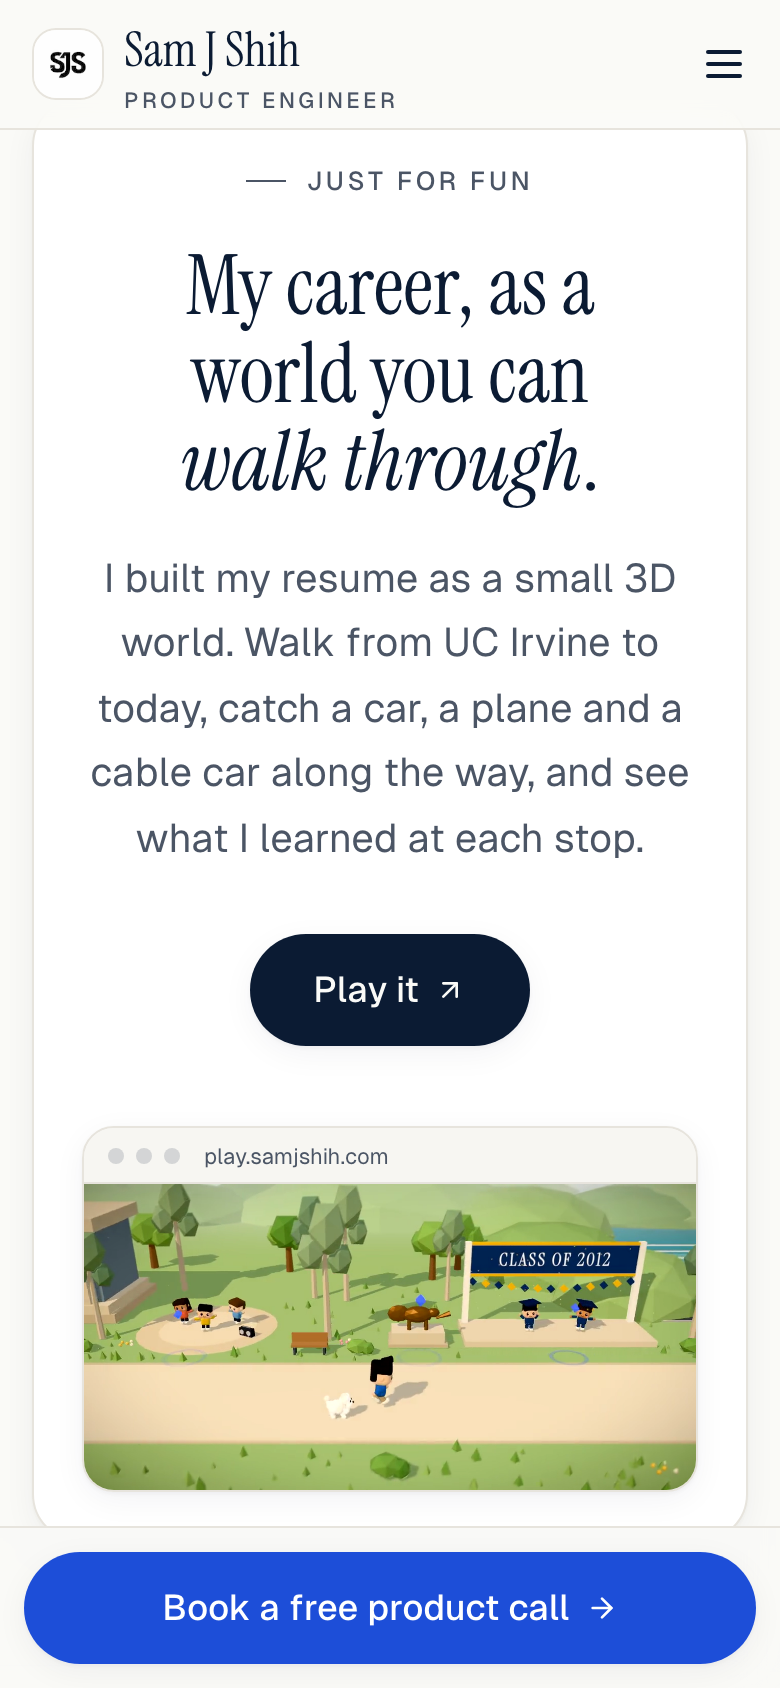 SJS
Sam J Shih
PRODUCT ENGINEER
JUST FOR FUN
My career, as a
world you can
walk through.
I built my resume as a small 3D
world. Walk from UC Irvine to
today, catch a car, a plane and a
cable car along the way, and see
what I learned at each stop.
Play it
play.samjshih.com
CLASS OF 2012
Book a free product call